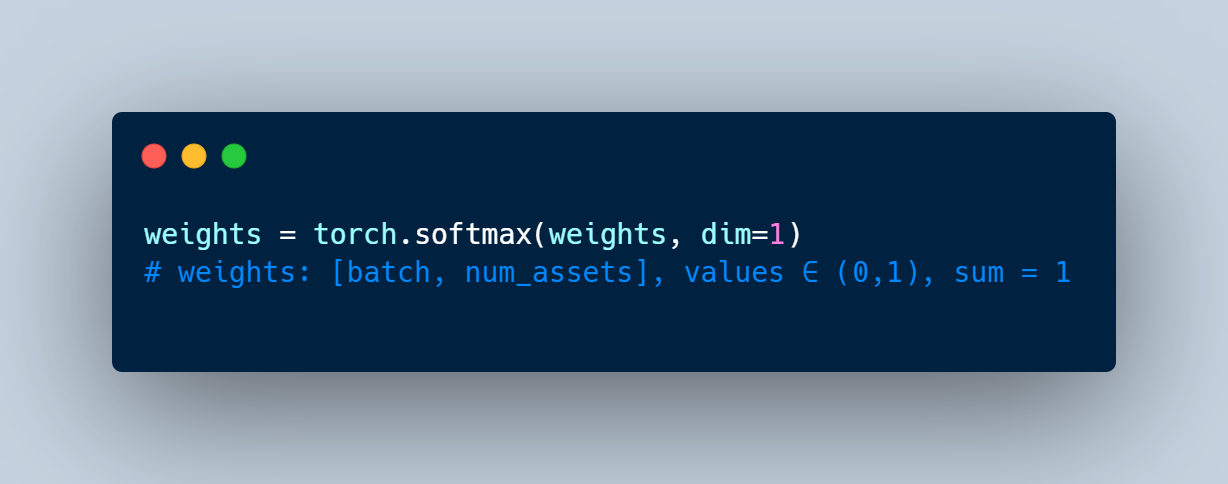 weights = torch.softmax(weights, dim=1)
# weights: [batch, num_assets], values ∈ (0,1), sum = 1